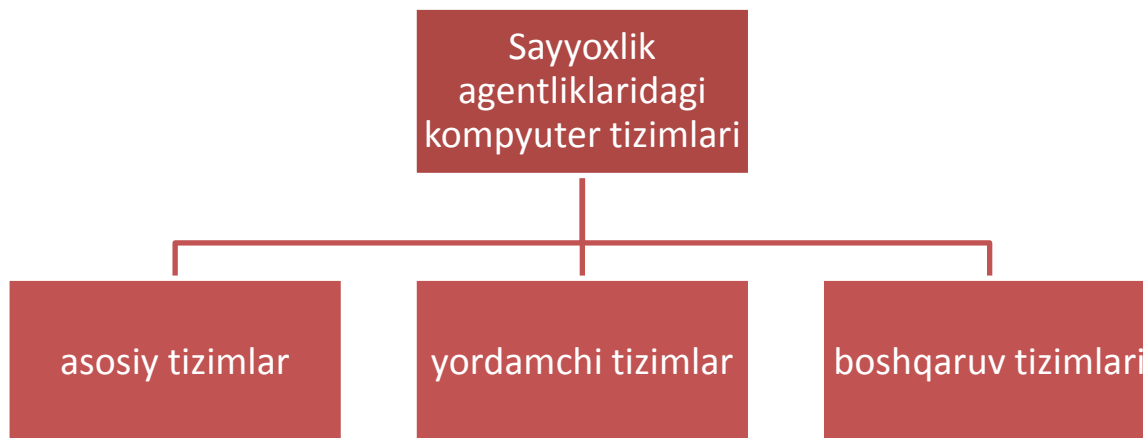 Sayyoxlik
agentliklaridagi
kompyuter tizimlari
asosiy tizimlar
yordamchi tizimlar
boshqaruv tizimlari